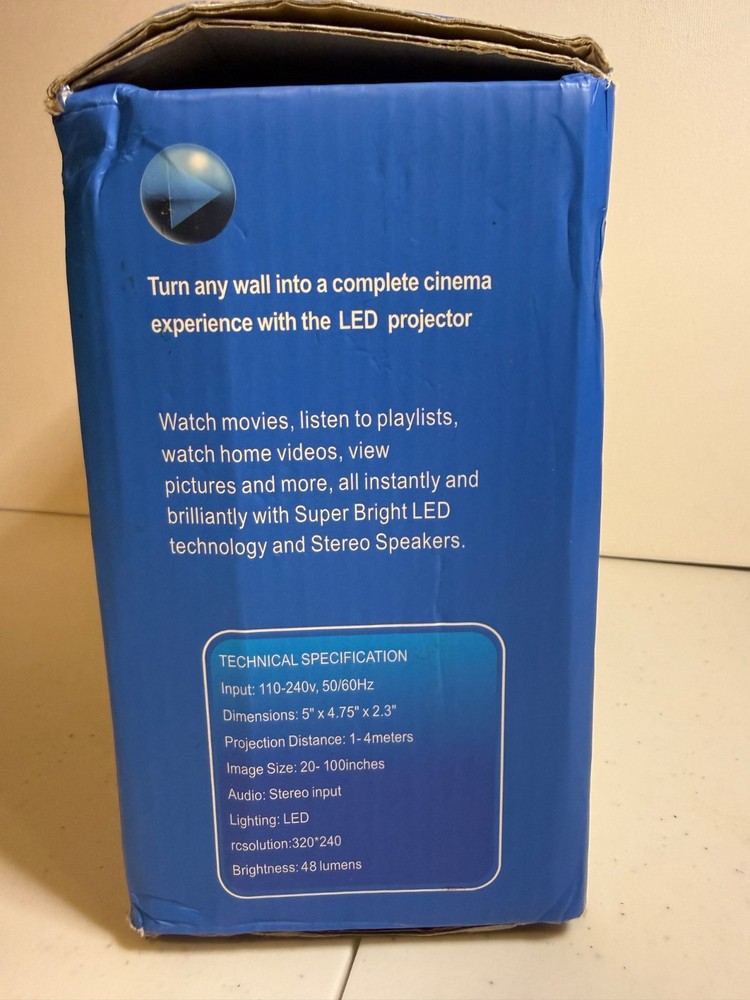 Turn any wall into a complete cinema
experience with the LED projector
Watch movies, listen to playlists,
watch home videos, view
pictures and more, all instantly and
brilliantly with Super Bright LED
technology and Stereo Speakers.
TECHNICAL SPECIFICATION
Input: 110-240v, 50/60Hz
Dimensions: 5" x 4.75" x 2.3"
Projection Distance: 1- 4meters
Image Size: 20- 100inches
Audio: Stereo input
Lighting: LED
rcsolution:320*240
Brightness: 48 lumens